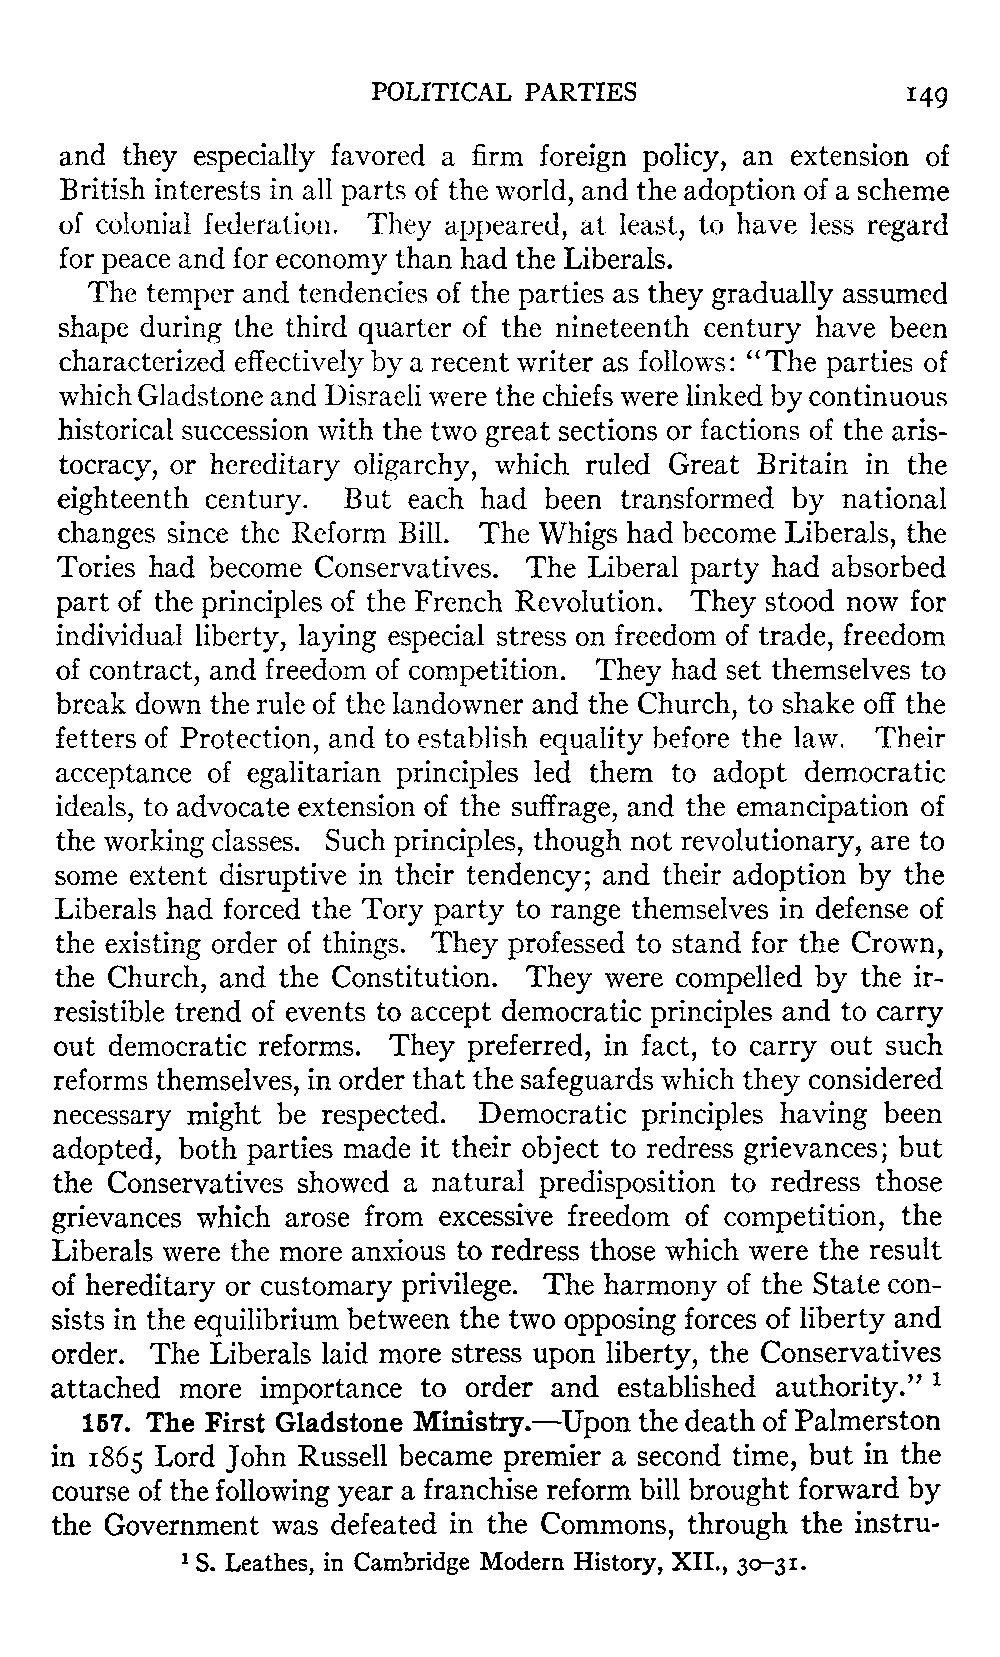 POLITICAL PARTIES 149
and they especially favored a firm foreign policy, an extension of
British interests in all parts of the world, and the adoption of a scheme
of colonial federation. They appeared, at least, to have less regard
for peace and for economy than had the Liberals.
The temper and tendencies of the parties as they gradually assumed
shape during the third quarter of the nineteenth century have been
characterized effectively by a recent writer as follows: “The parties of
which Gladstone and Disraeli were the chiefs were linked by continuous
historical succession with the two great sections or factions of the aris-
tocracy, or hereditary oligarchy, which ruled Great Britain in the
eighteenth century. But each had been transformed by national
changes since the Reform Bill. The Whigs had become Liberals, the
Tories had become Conservatives. The Liberal party had absorbed
part of the principles of the French Revolution. They stood now for
individual liberty, laying especial stress on freedom of trade, freedom
of contract, and freedom of competition. They had set themselves to
break down the rule of the landowner and the Church, to shake off the
fetters of Protection, and to establish equality before the law. Their
acceptance of egalitarian principles led them to adopt democratic
ideals, to advocate extension of the suffrage, and the emancipation of
the working classes. Such principles, though not revolutionary, are to
some extent disruptive in their tendency; and their adoption by the
Liberals had forced the Tory party to range themselves in defense of
the existing order of things. They professed to stand for the Crown,
the Church, and the Constitution. They were compelled by the ir-
resistible trend of events to accept democratic principles and to carry
out democratic reforms. They preferred, in fact, to carry out such
reforms themselves, in order that the safeguards which they considered
necessary might be respected. Democratic principles having been
adopted, both parties made it their object to redress grievances; but
the Conservatives showed a natural predisposition to redress those
grievances which arose from excessive freedom of competition, the
Liberals were the more anxious to redress those which were the result
of hereditary or customary privilege. The harmony of the State con-
sists in the equilibrium between the two opposing forces of liberty and
order. The Liberals laid more stress upon liberty, the Conservatives
attached more importance to order and established authority.” ¹
157. The First Gladstone Ministry.—Upon the death of Palmerston
in 1865 Lord John Russell became premier a second time, but in the
course of the following year a franchise reform bill brought forward by
the Government was defeated in the Commons, through the instru-
¹ S. Leathes, in Cambridge Modern History, XII., 30–31.